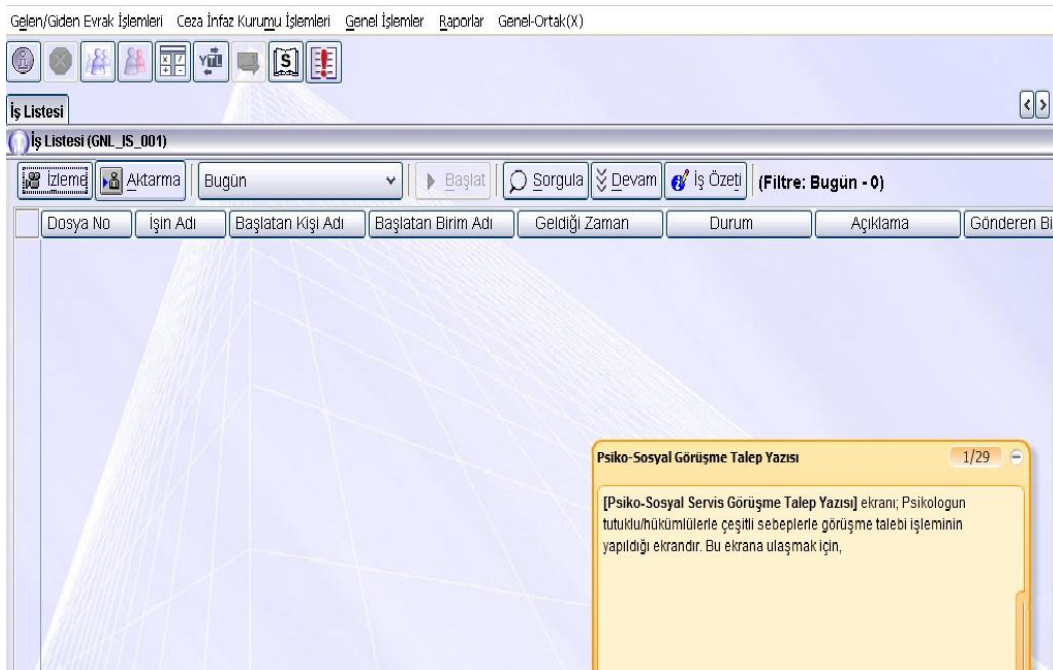 Gelen/Giden Evrak İşlemleri Ceza İnfaz Kurumu İşlemleri Genel İşlemler Raporlar Genel-Ortak(X)
İş Listesi
İş Listesi (GNL_IS_001)
İzleme Aktarma Bugün Başlat Sorgula Devam İş Özeti (Filtre: Bugün - 0)
Dosya No İşin Adı Başlatan Kişi Adı Başlatan Birim Adı Geldiği Zaman Durum Açıklama Gönderen Bi
Psiko-Sosyal Görüşme Talep Yazısı 1/29
[Psiko-Sosyal Servis Görüşme Talep Yazısı] ekranı; Psikologun
tutuklu/hükümlülerle çeşitli sebeplerle görüşme talebi işleminin
yapıldığı ekrandır. Bu ekrana ulaşmak için,